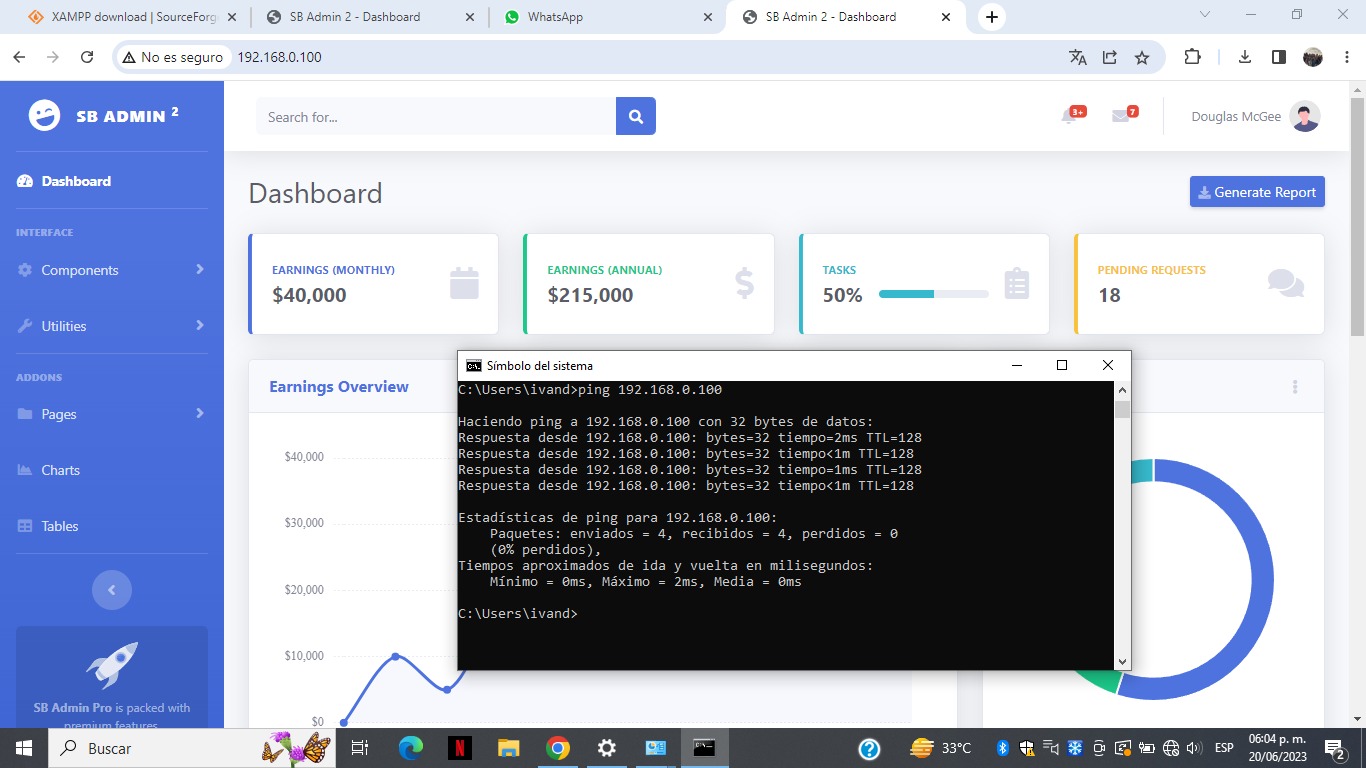 XAMPP download | SourceForg
SB Admin 2 - Dashboard
WhatsApp
SB Admin 2 - Dashboard
No es seguro
192.168.0.100
SB ADMIN 2
Search for...
3+
7
Douglas McGee
Dashboard
INTERFACE
Components
Utilities
ADDONS
Pages
Charts
Tables
SB Admin Pro is packed with
premium features
Dashboard
Generate Report
EARNINGS (MONTHLY)
$40,000
EARNINGS (ANNUAL)
$215,000
TASKS
50%
PENDING REQUESTS
18
Earnings Overview
$40,000
$30,000
$20,000
$10,000
$0
Símbolo del sistema
C:\Users\ivand>ping 192.168.0.100
Haciendo ping a 192.168.0.100 con 32 bytes de datos:
Respuesta desde 192.168.0.100: bytes=32 tiempo=2ms TTL=128
Respuesta desde 192.168.0.100: bytes=32 tiempo<1m TTL=128
Respuesta desde 192.168.0.100: bytes=32 tiempo=1ms TTL=128
Respuesta desde 192.168.0.100: bytes=32 tiempo<1m TTL=128
Estadísticas de ping para 192.168.0.100:
Paquetes: enviados = 4, recibidos = 4, perdidos = 0
(0% perdidos),
Tiempos aproximados de ida y vuelta en milisegundos:
Mínimo = 0ms, Máximo = 2ms, Media = 0ms
C:\Users\ivand>
Buscar
33°C
ESP
06:04 p. m.
20/06/2023
2